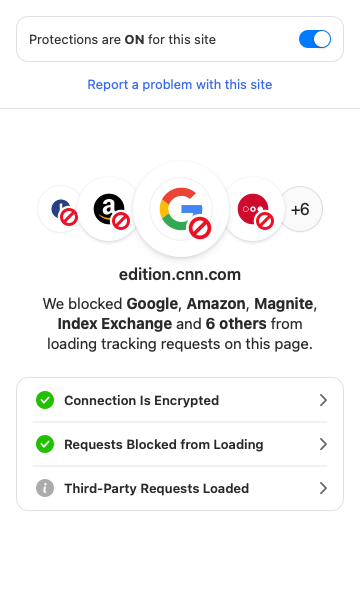 Protections are ON for this site
Report a problem with this site
+6
edition.cnn.com
We blocked Google, Amazon, Magnite,
Index Exchange and 6 others from
loading tracking requests on this page.
Connection Is Encrypted
Requests Blocked from Loading
Third-Party Requests Loaded